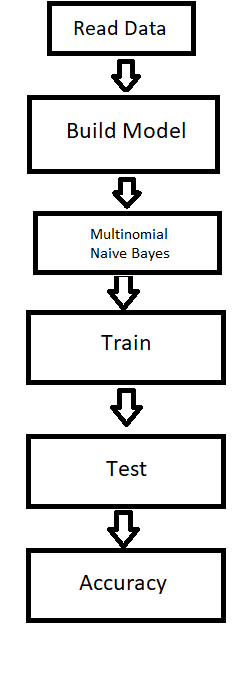 Read Data
Build Model
Multinomial
Naive Bayes
Train
Test
Accuracy